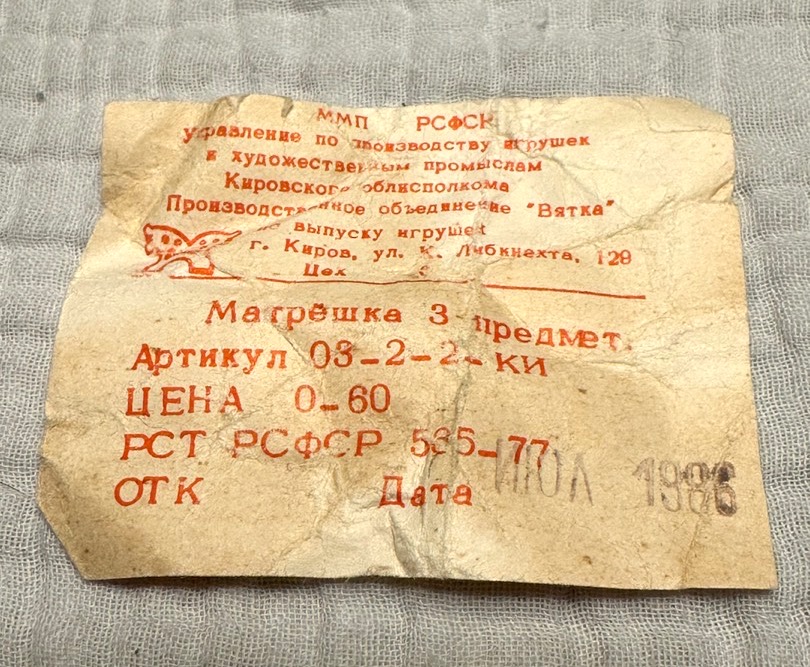 ММП РСФСР
управление по производству игрушек
и художественным промыслам
Кировского облисполкома
Производственное объединение "Вятка"
выпуску игрушек
г. Киров, ул. К. Либкнехта, 129
Цех 3
Матрёшка 3 предмет.
Артикул 03-2-2-КИ
ЦЕНА 0-60
РСТ РСФСР 535-77
ОТК Дата ИЮЛ 1986